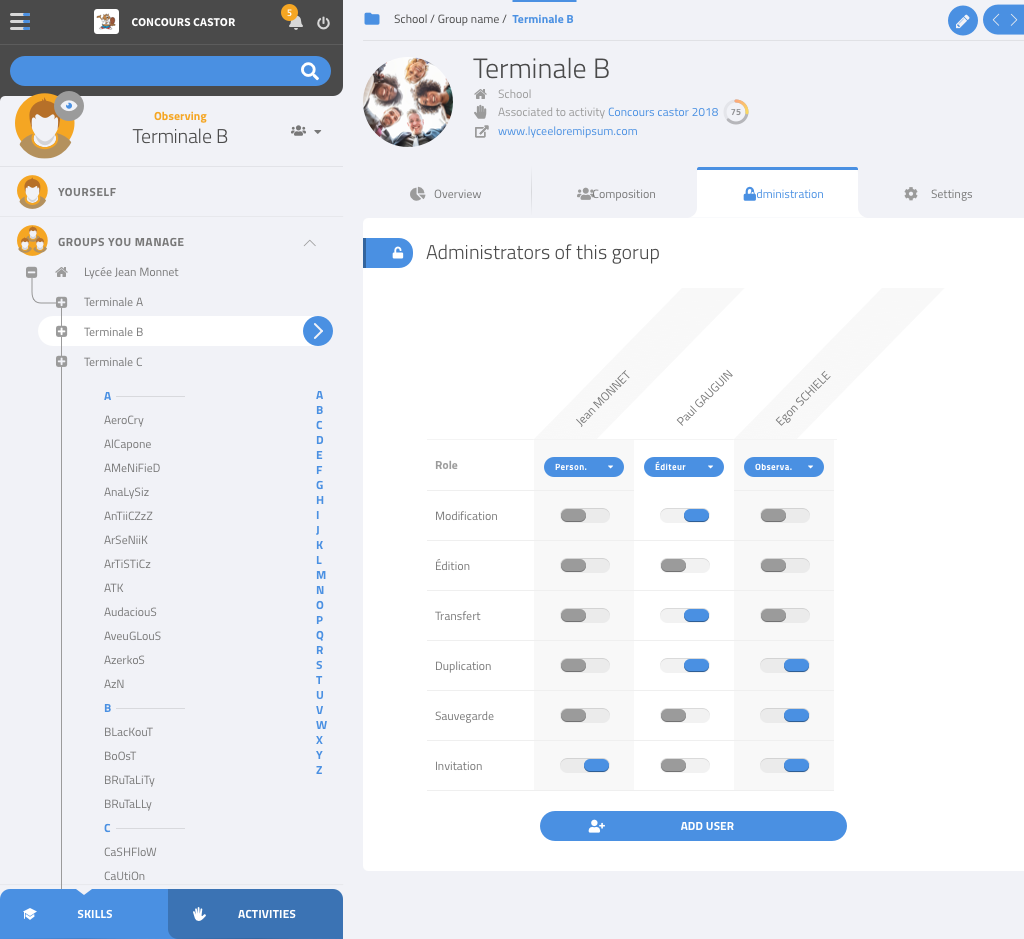 CONCOURS CASTOR
5
Observing
Terminale B
YOURSELF
GROUPS YOU MANAGE
Lycée Jean Monnet
Terminale A
Terminale B
Terminale C
A
AeroCry
AlCapone
AMeNiFieD
AnaLySiz
AnTiiCZzZ
ArSeNiiK
ArTiSTiCz
ATK
AudaciouS
AveuGLouS
AzerkoS
AzN
B
BLacKouT
BoOsT
BRuTaLiTy
BRuTaLLy
C
CaSHFloW
CaUtiOn
A
B
C
D
E
F
G
H
I
J
K
L
M
N
O
P
Q
R
S
T
U
V
W
X
Y
Z
SKILLS
ACTIVITIES
School / Group name / Terminale B
Terminale B
School
Associated to activity Concours castor 2018 75
www.lyceeloremipsum.com
Overview
Composition
dministration
Settings
Administrators of this gorup
Jean MONNET
Paul GAUGUIN
Egon SCHIELE
Role Person. Éditeur Observa.
Modification
Édition
Transfert
Duplication
Sauvegarde
Invitation
ADD USER